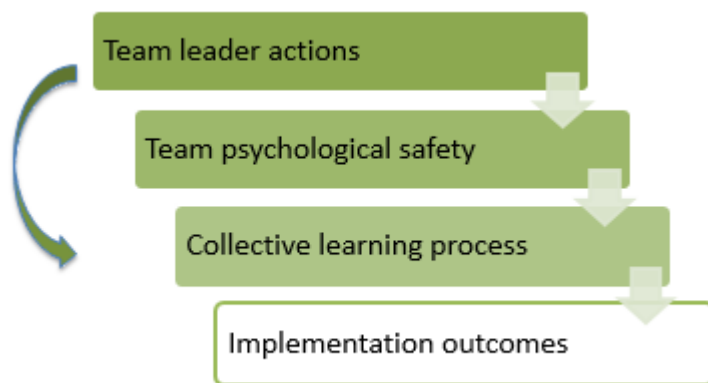 Team leader actions
Team psychological safety
Collective learning process
Implementation outcomes